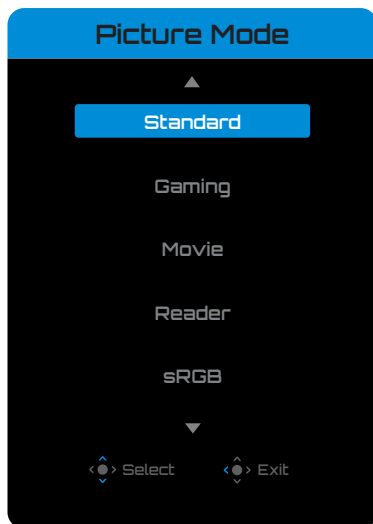 Picture Mode
Standard
Gaming
Movie
Reader
sRGB
Select Exit